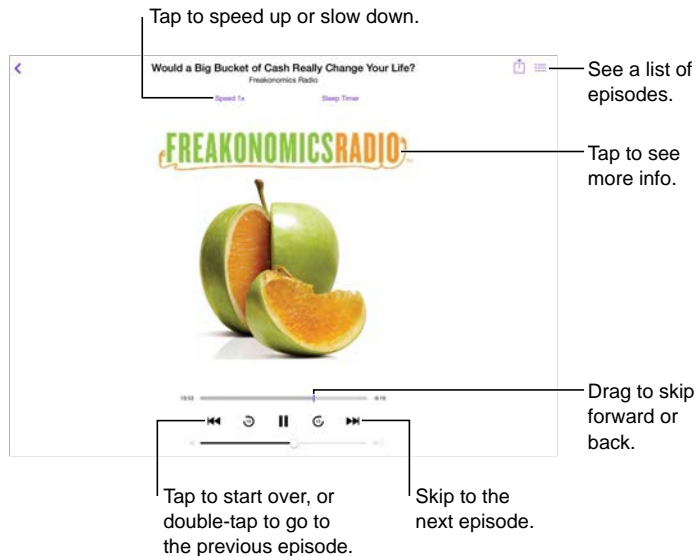 Tap to speed up or slow down.
Would a Big Bucket of Cash Really Change Your Life?
Freakonomics Radio
Speed 1x Sleep Timer
See a list of
episodes.
FREAKONOMICSRADIO
Tap to see
more info.
Drag to skip
forward or
back.
Tap to start over, or
double-tap to go to
the previous episode.
Skip to the
next episode.